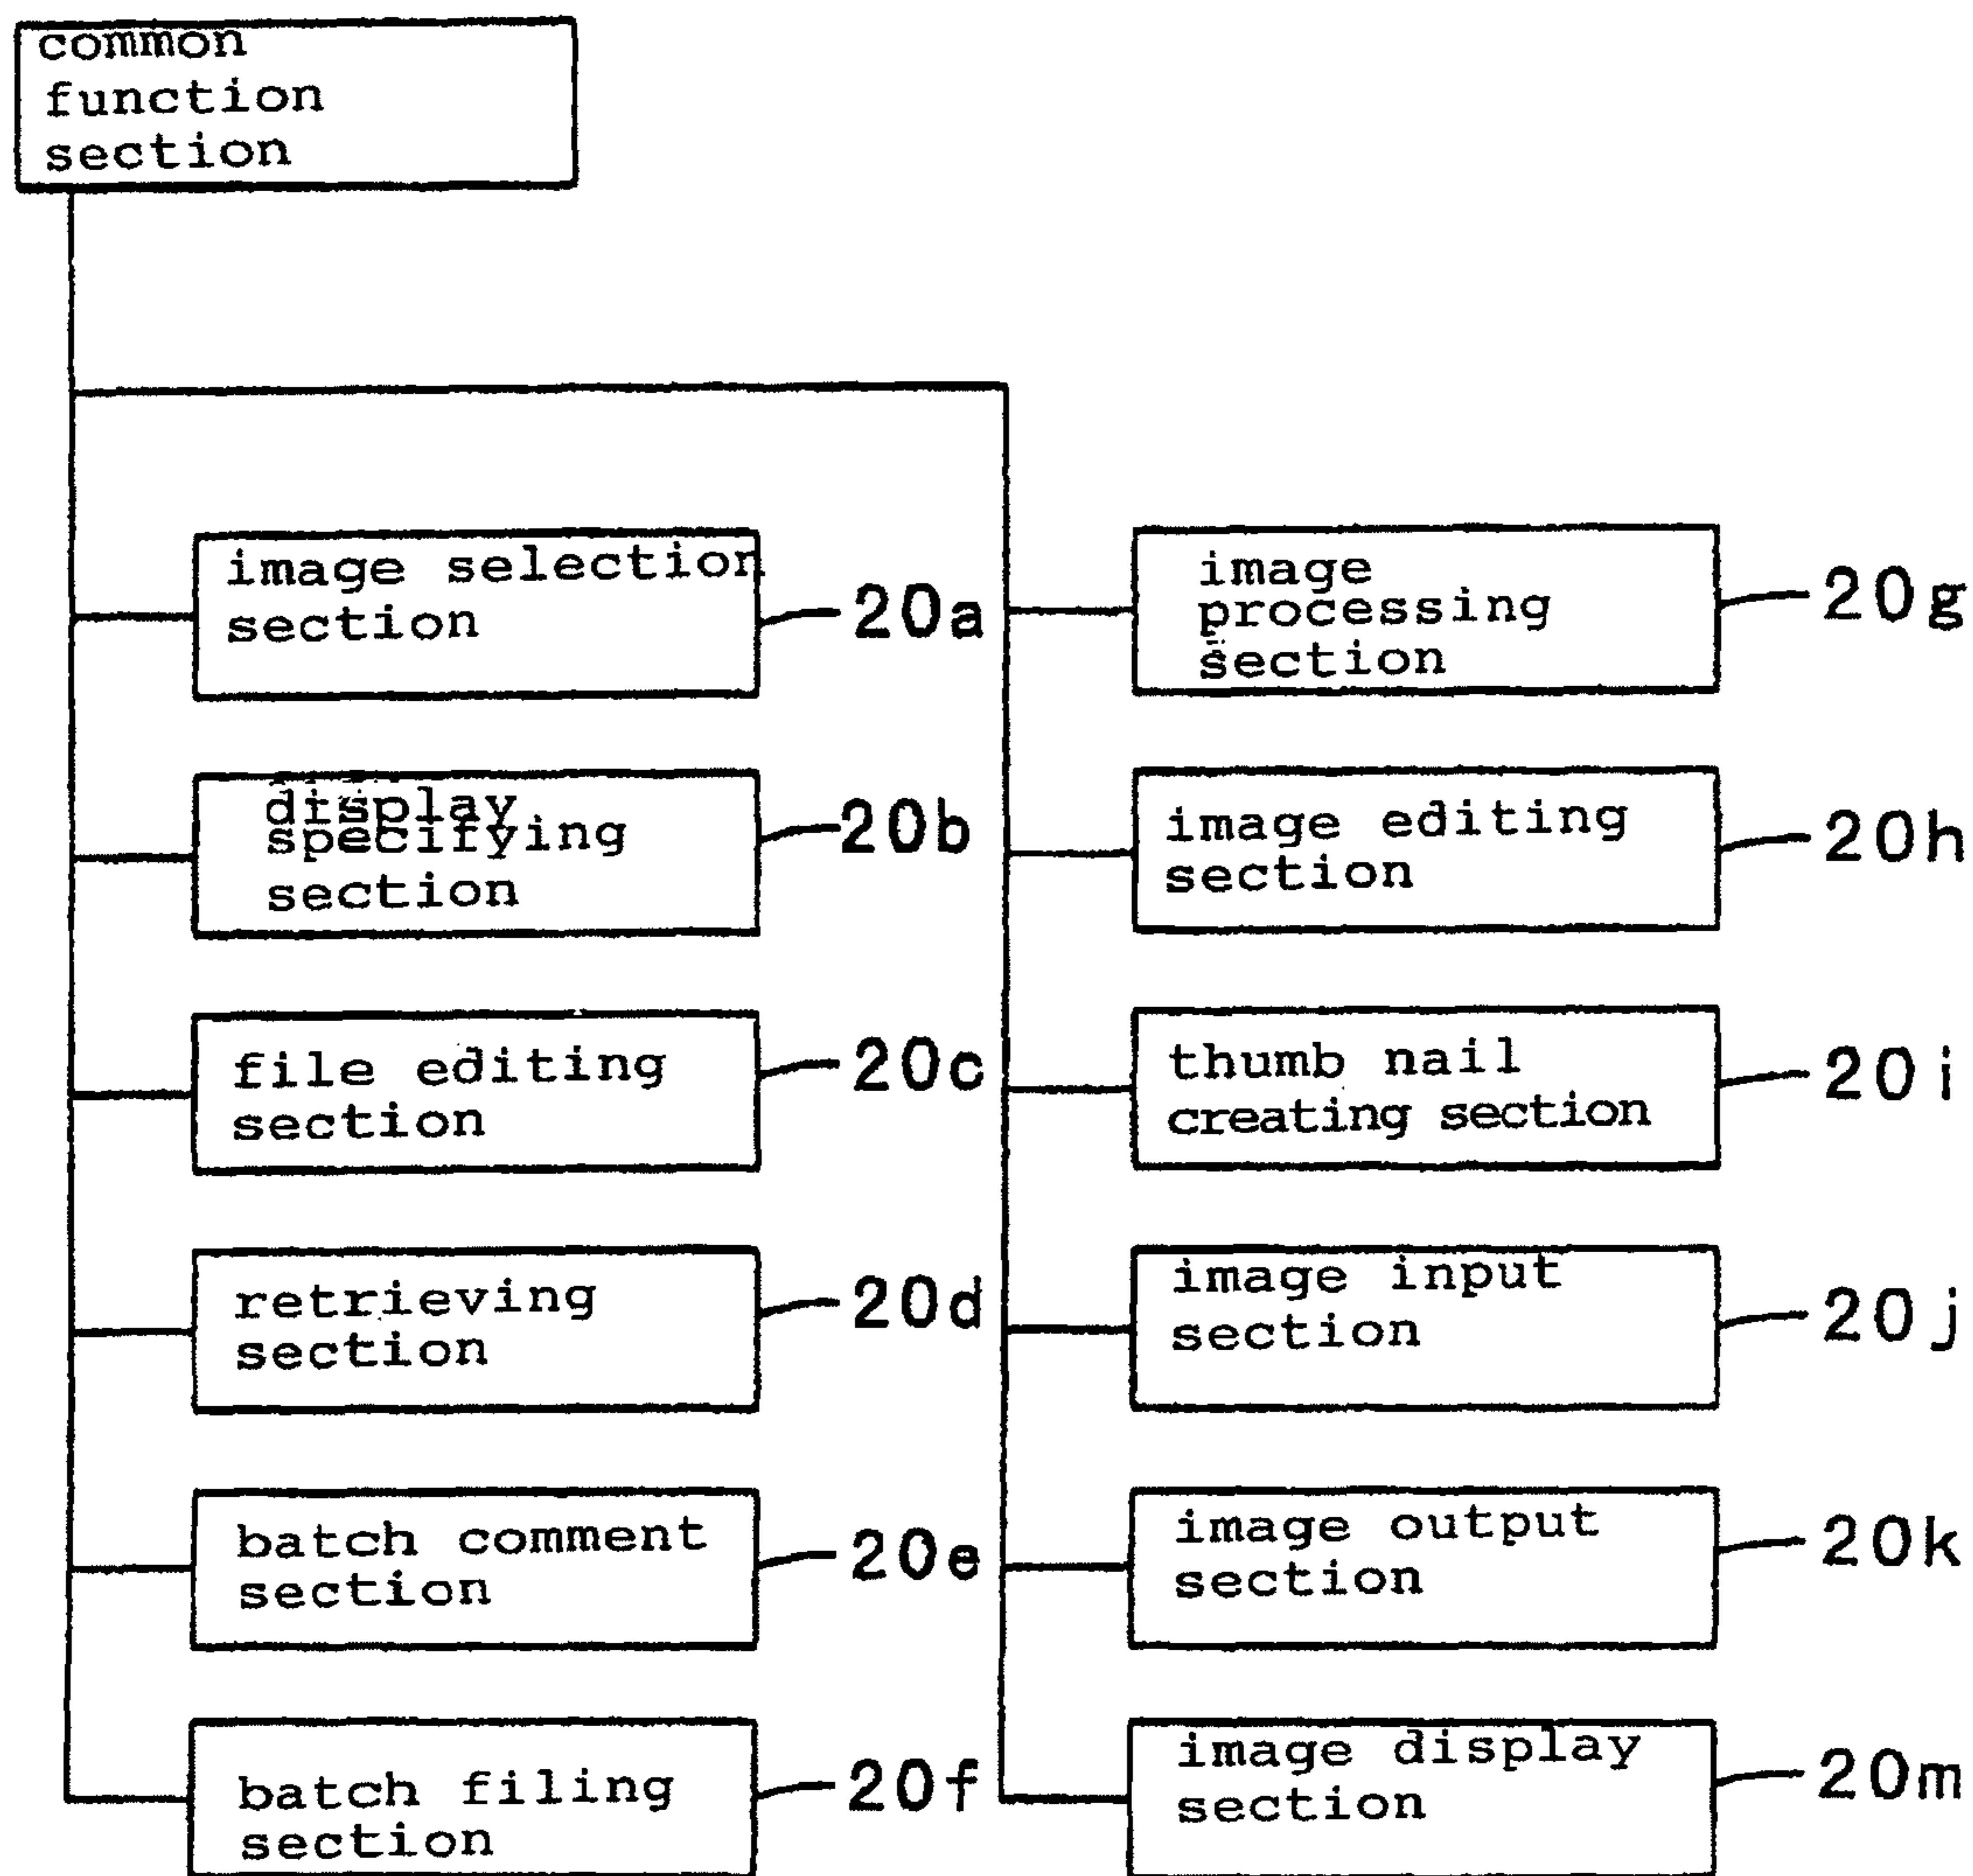 common
function
section
image selection
section
20a
display
specifying
section
20b
file editing
section
20c
retrieving
section
20d
batch comment
section
20e
batch filing
section
20f
image
processing
section
20g
image editing
section
20h
thumb nail
creating section
20i
image input
section
20j
image output
section
20k
image display
section
20m